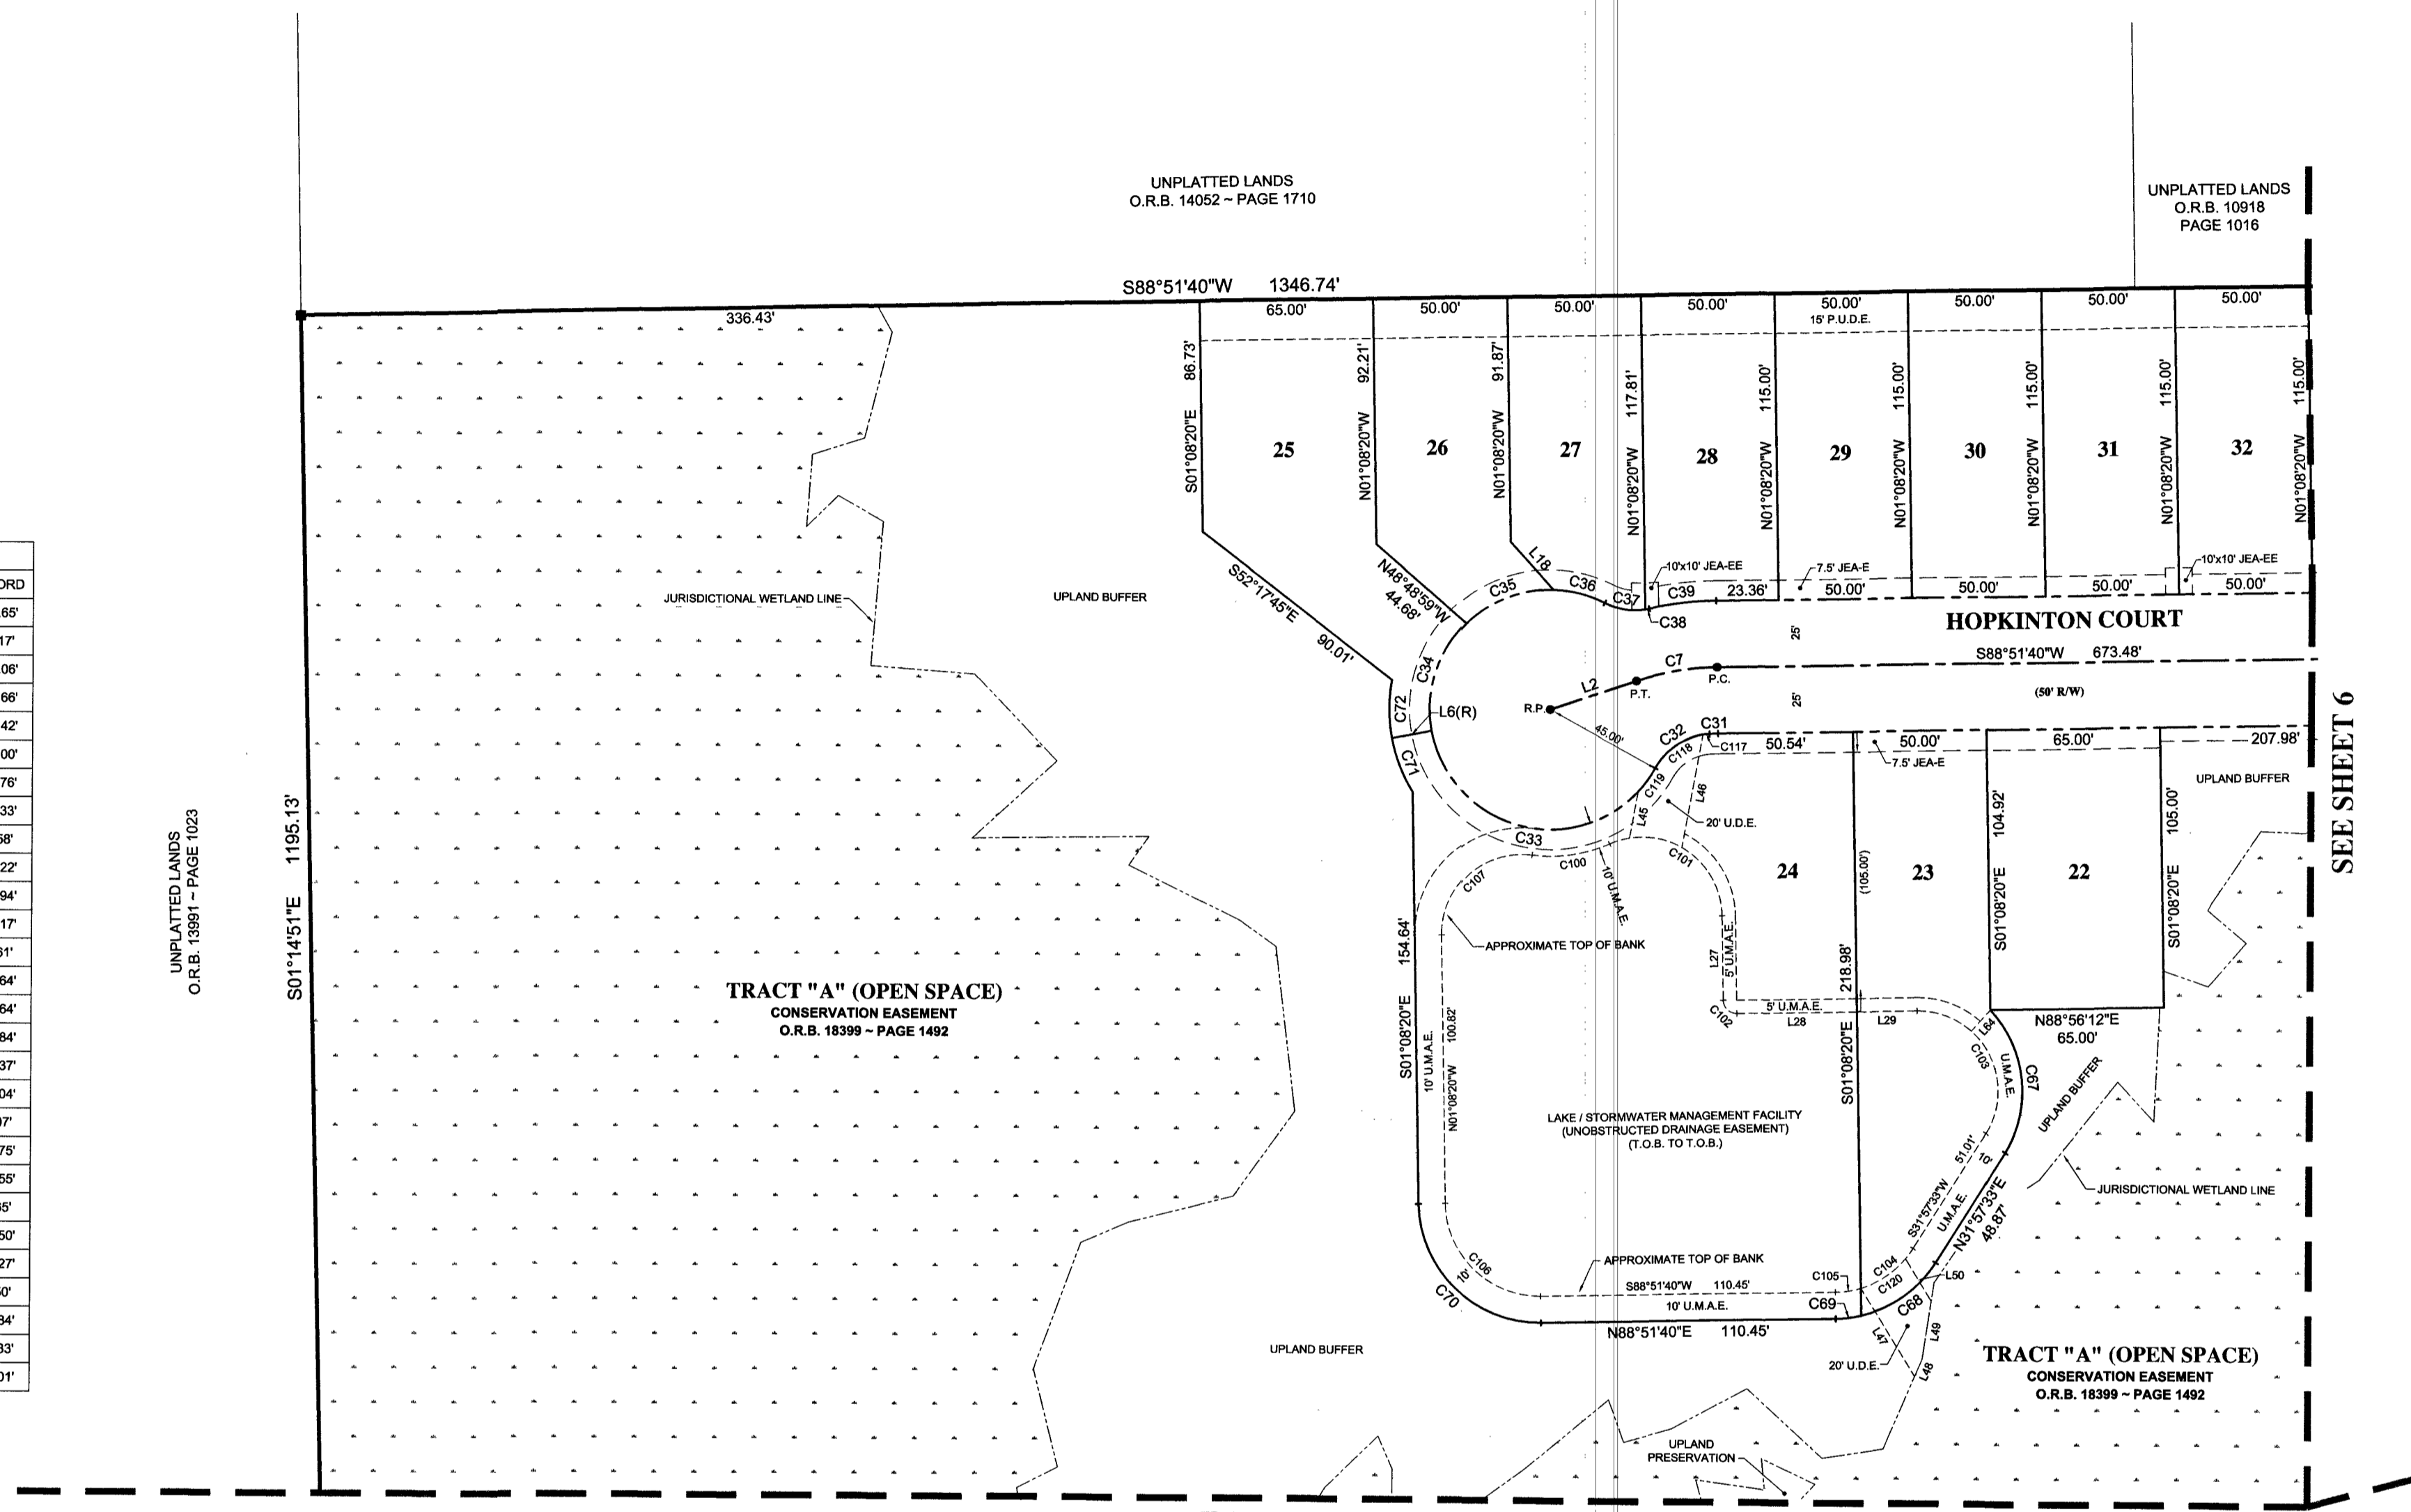 UNPLATTED LANDS
O.R.B. 14052 ~ PAGE 1710
UNPLATTED LANDS
O.R.B. 10918
PAGE 1016
S88°51'40"W 1346.74'
336.43'
65.00'
50.00'
50.00'
50.00'
50.00'
50.00'
50.00'
50.00'
15' P.U.D.E.
S01°08'20"E 86.73'
N01°08'20"W 92.21'
N01°08'20"W 91.87'
N01°08'20"W 117.81'
N01°08'20"W 115.00'
N01°08'20"W 115.00'
N01°08'20"W 115.00'
N01°08'20"W 115.00'
N01°08'20"W 115.00'
25
26
27
28
29
30
31
32
S52°17'45"E 90.01'
N48°48'59"W
44.68'
L18
C35
C36
C37
C38
C39
10'x10' JEA-EE
7.5' JEA-E
10'x10' JEA-EE
23.36'
50.00'
50.00'
50.00'
50.00'
HOPKINTON COURT
25'
S88°51'40"W 673.48'
(50' R/W)
25'
C7
P.C.
P.T.
L2
R.P.
45.00'
C34
C72
L6(R)
C71
C31
C32
C117
C118
C119
L45
L46
20' U.D.E.
50.54'
50.00'
65.00'
207.98'
7.5' JEA-E
UPLAND BUFFER
SEE SHEET 6
JURISDICTIONAL WETLAND LINE
UPLAND BUFFER
UNPLATTED LANDS
O.R.B. 13991 ~ PAGE 1023
S01°14'51"E 1195.13'
TRACT "A" (OPEN SPACE)
CONSERVATION EASEMENT
O.R.B. 18399 ~ PAGE 1492
C33
C100
C101
C107
10' U.M.A.E.
APPROXIMATE TOP OF BANK
L27
5' U.M.A.E.
24
(105.00')
23
22
S01°08'20"E 104.92'
S01°08'20"E 105.00'
S01°08'20"E 154.64'
10' U.M.A.E.
N01°08'20"W 100.82'
S01°08'20"E 218.98'
5' U.M.A.E.
C102
L28
L29
L64
N88°56'12"E
65.00'
C103
U.M.A.E.
C67
UPLAND BUFFER
LAKE / STORMWATER MANAGEMENT FACILITY
(UNOBSTRUCTED DRAINAGE EASEMENT)
(T.O.B. TO T.O.B.)
S31°57'33"W 51.01'
10'
U.M.A.E.
N31°57'33"E
48.87'
JURISDICTIONAL WETLAND LINE
APPROXIMATE TOP OF BANK
C106
10'
C70
S88°51'40"W 110.45'
10' U.M.A.E.
N88°51'40"E 110.45'
C105
C69
C104
C120
C68
L50
L47
L49
L48
20' U.D.E.
UPLAND BUFFER
TRACT "A" (OPEN SPACE)
CONSERVATION EASEMENT
O.R.B. 18399 ~ PAGE 1492
UPLAND
PRESERVATION